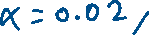 α = 0.02,